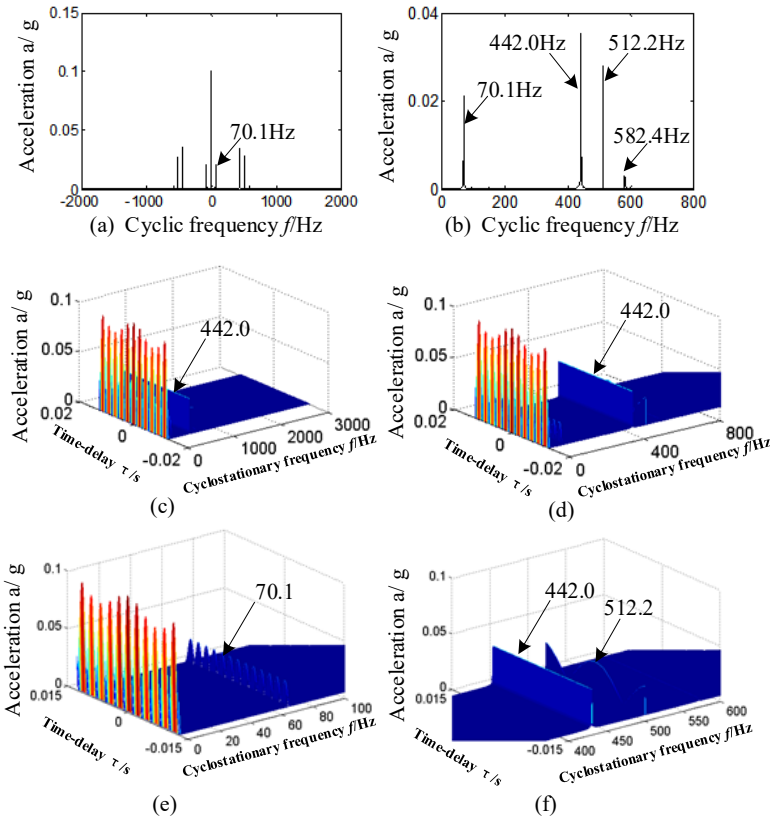 0.15
0.1
0.05
0
-2000
-1000
0
1000
2000
Acceleration a/ g
70.1Hz
(a) Cyclic frequency f/Hz
0.04
0.02
0
0
200
400
600
800
Acceleration a/ g
70.1Hz
442.0Hz
512.2Hz
582.4Hz
(b) Cyclic frequency f/Hz
0.1
0.05
0
0.02
0
-0.02
0
1000
2000
3000
Acceleration a/ g
442.0
Time-delay τ/s
Cyclostationary frequency f/Hz
(c)
0.1
0.05
0
0.02
0
-0.02
0
400
800
Acceleration a/ g
442.0
Time-delay τ/s
Cyclostationary frequency f/Hz
(d)
0.1
0.05
0
0.015
0
-0.015
0
20
40
60
80
100
Acceleration a/ g
70.1
Time-delay τ/s
Cyclostationary frequency f/Hz
(e)
0.1
0.05
0
0.015
-0.015
400
450
500
550
600
Acceleration a/ g
442.0
512.2
Time-delay τ/s
Cyclostationary frequency f/Hz
(f)